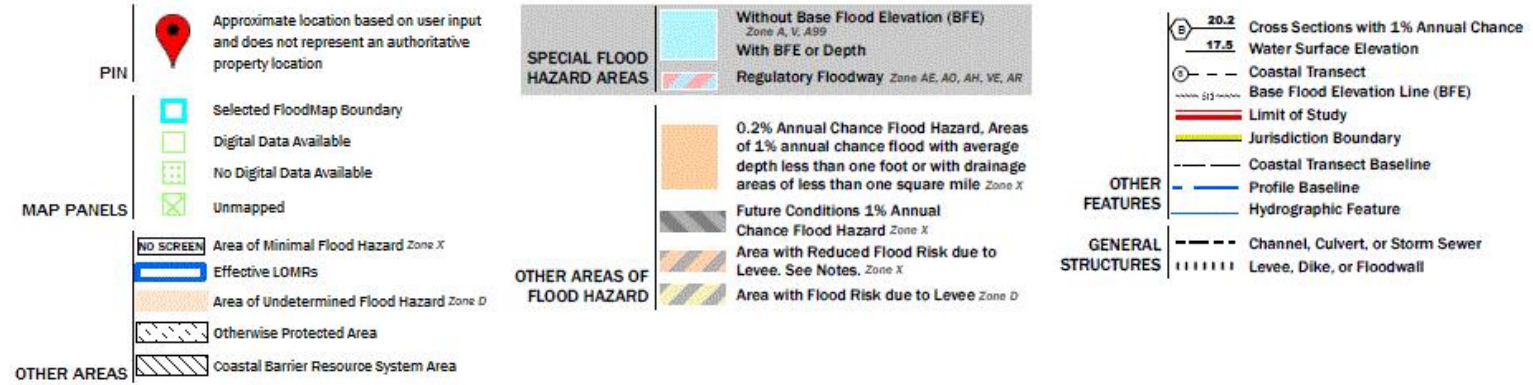 PIN
Approximate location based on user input
and does not represent an authoritative
property location
MAP PANELS
Selected FloodMap Boundary
Digital Data Available
No Digital Data Available
Unmapped
OTHER AREAS
NO SCREEN Area of Minimal Flood Hazard Zone X
Effective LOMRs
Area of Undetermined Flood Hazard Zone D
Otherwise Protected Area
Coastal Barrier Resource System Area
SPECIAL FLOOD
HAZARD AREAS
Without Base Flood Elevation (BFE)
Zone A, V, A99
With BFE or Depth
Regulatory Floodway Zone AE, AO, AH, VE, AR
OTHER AREAS OF
FLOOD HAZARD
0.2% Annual Chance Flood Hazard, Areas
of 1% annual chance flood with average
depth less than one foot or with drainage
areas of less than one square mile Zone X
Future Conditions 1% Annual
Chance Flood Hazard Zone X
Area with Reduced Flood Risk due to
Levee. See Notes. Zone X
Area with Flood Risk due to Levee Zone D
OTHER
FEATURES
B 20.2 Cross Sections with 1% Annual Chance
17.5 Water Surface Elevation
8 Coastal Transect
513 Base Flood Elevation Line (BFE)
Limit of Study
Jurisdiction Boundary
Coastal Transect Baseline
Profile Baseline
Hydrographic Feature
GENERAL
STRUCTURES
Channel, Culvert, or Storm Sewer
Levee, Dike, or Floodwall